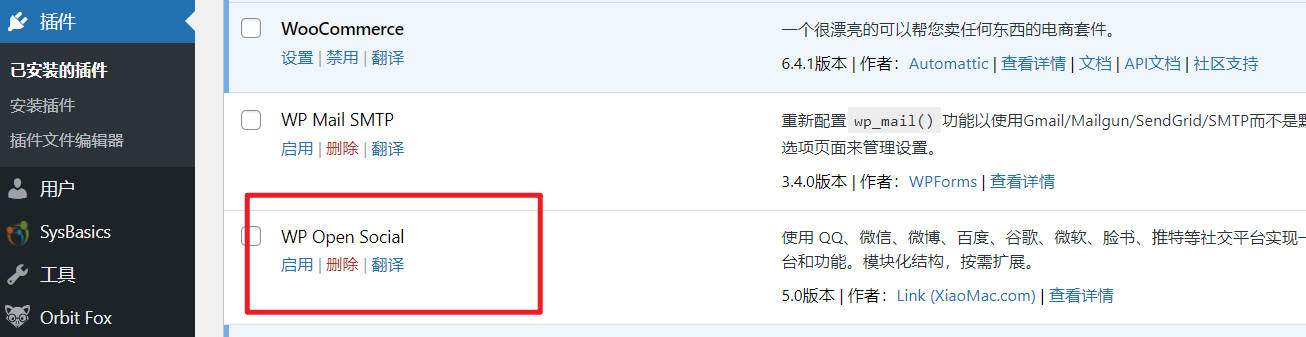 插件
已安装的插件
安装插件
插件文件编辑器
用户
SysBasics
工具
Orbit Fox
WooCommerce
设置 | 禁用 | 翻译
一个很漂亮的可以帮您卖任何东西的电商套件。
6.4.1版本 | 作者：Automattic | 查看详情 | 文档 | API文档 | 社区支持
WP Mail SMTP
启用 | 删除 | 翻译
重新配置 wp_mail() 功能以使用Gmail/Mailgun/SendGrid/SMTP而不是默
选项页面来管理设置。
3.4.0版本 | 作者：WPForms | 查看详情
WP Open Social
启用 | 删除 | 翻译
使用 QQ、微信、微博、百度、谷歌、微软、脸书、推特等社交平台实现一
台和功能。模块化结构，按需扩展。
5.0版本 | 作者：Link (XiaoMac.com) | 查看详情